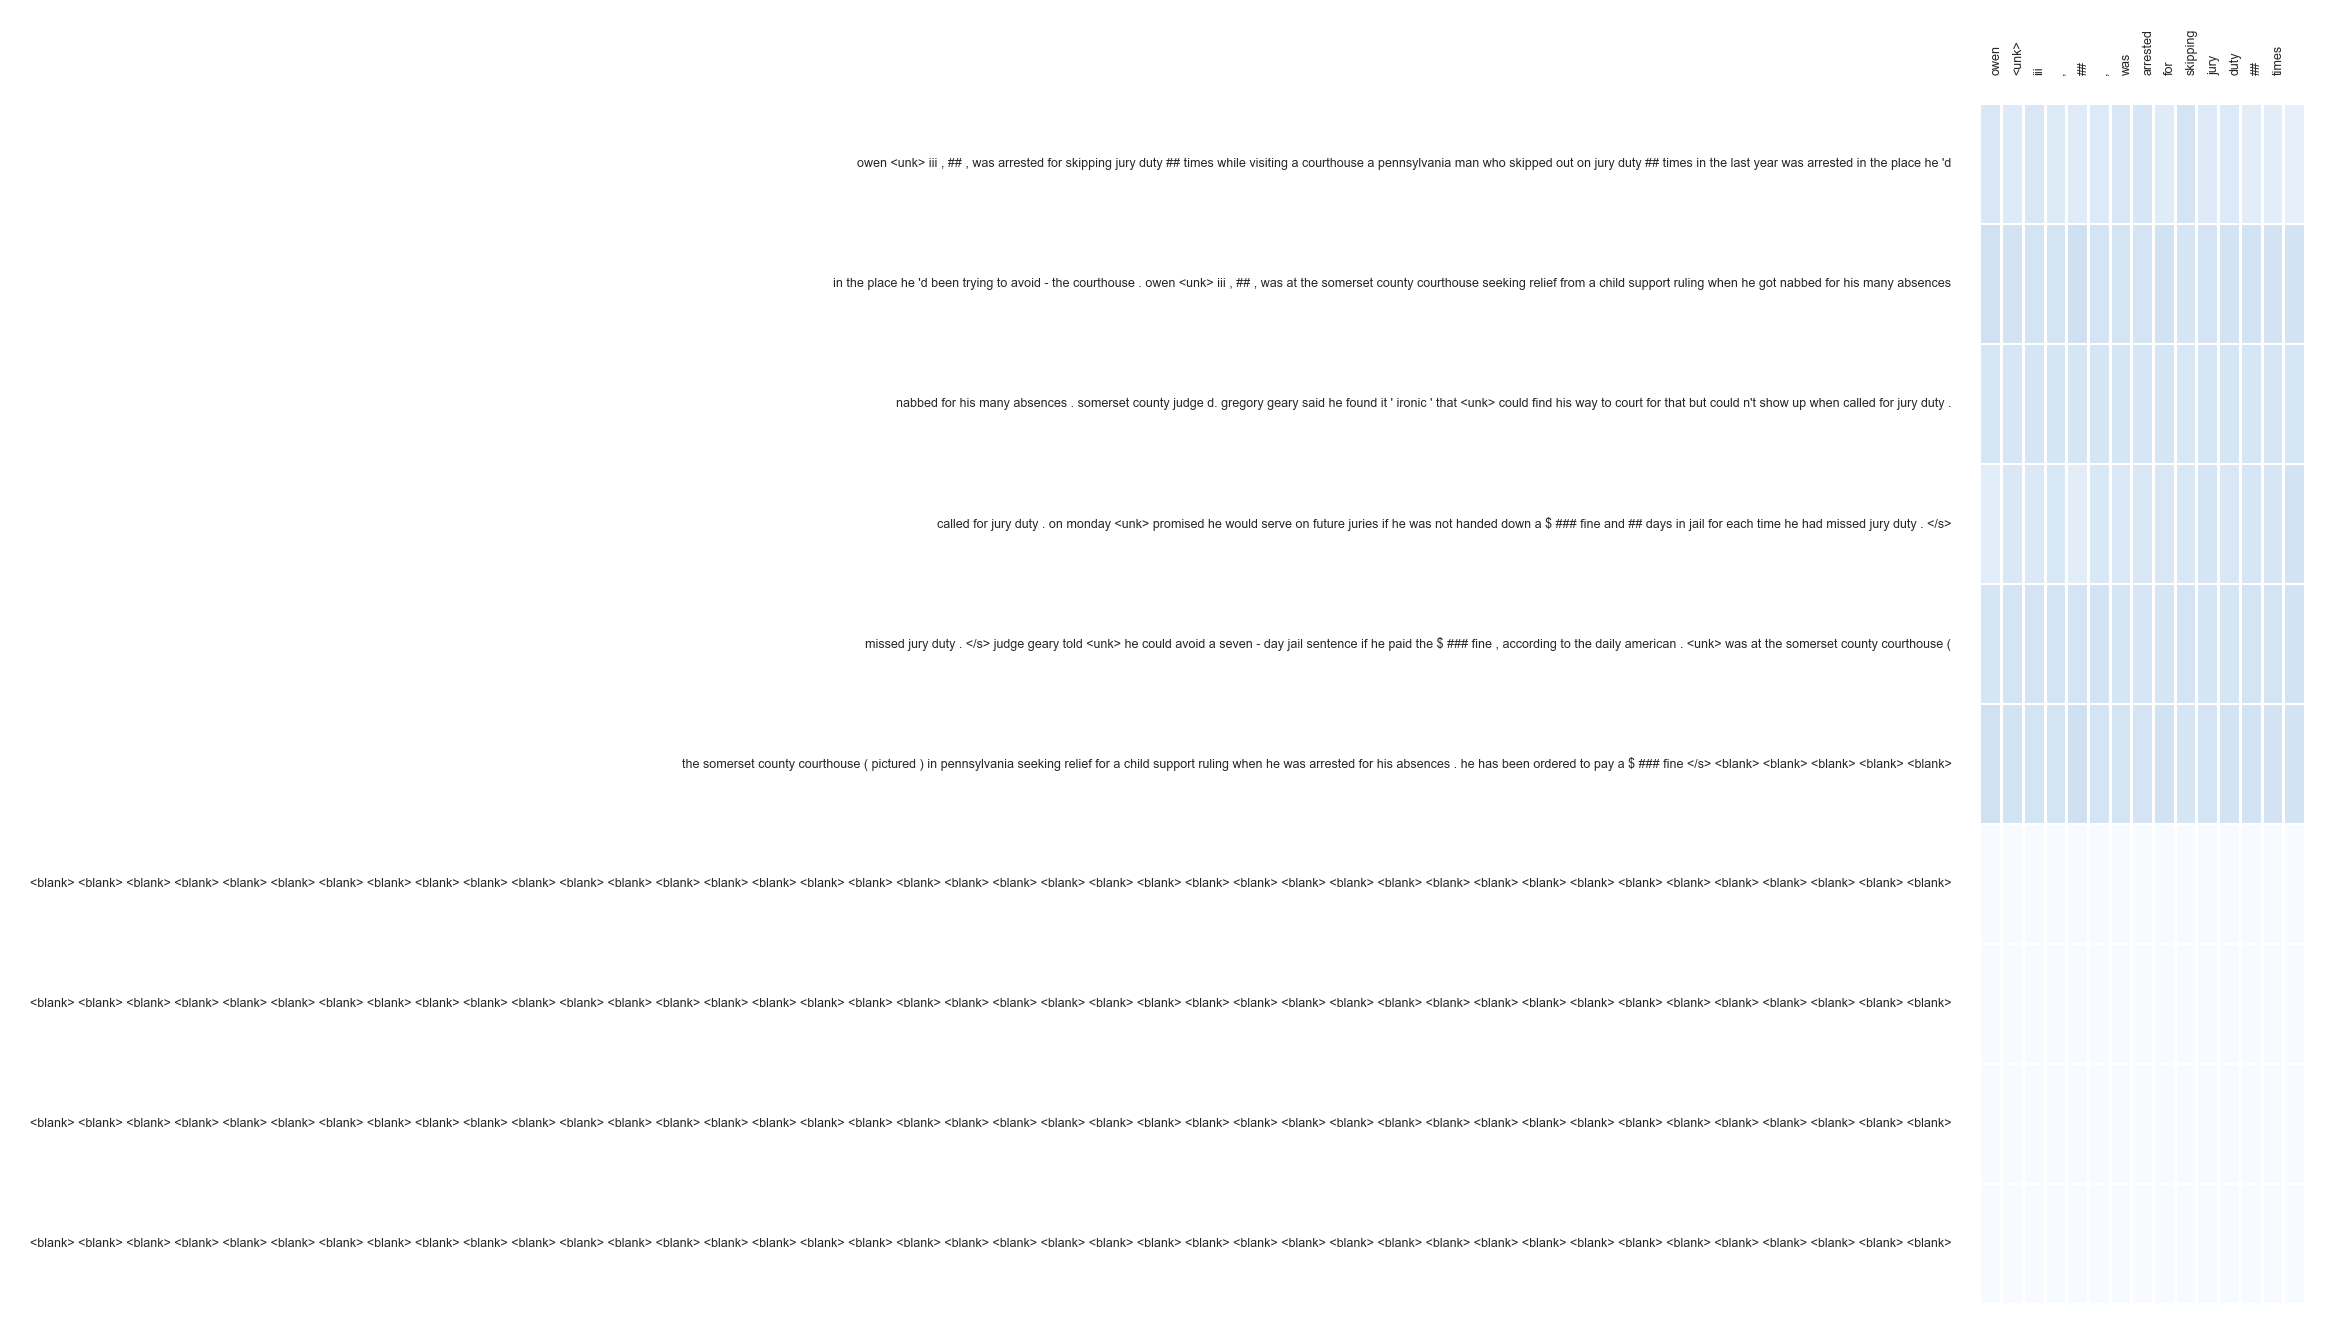 owen
<unk>
iii
,
##
,
was
arrested
for
skipping
jury
duty
##
times
owen <unk> iii , ## , was arrested for skipping jury duty ## times while visiting a courthouse a pennsylvania man who skipped out on jury duty ## times in the last year was arrested in the place he 'd
in the place he 'd been trying to avoid - the courthouse . owen <unk> iii , ## , was at the somerset county courthouse seeking relief from a child support ruling when he got nabbed for his many absences
nabbed for his many absences . somerset county judge d. gregory geary said he found it ' ironic ' that <unk> could find his way to court for that but could n't show up when called for jury duty .
called for jury duty . on monday <unk> promised he would serve on future juries if he was not handed down a $ ### fine and ## days in jail for each time he had missed jury duty . </s>
missed jury duty . </s> judge geary told <unk> he could avoid a seven - day jail sentence if he paid the $ ### fine , according to the daily american . <unk> was at the somerset county courthouse (
the somerset county courthouse ( pictured ) in pennsylvania seeking relief for a child support ruling when he was arrested for his absences . he has been ordered to pay a $ ### fine </s> <blank> <blank> <blank> <blank> <blank>
<blank> <blank> <blank> <blank> <blank> <blank> <blank> <blank> <blank> <blank> <blank> <blank> <blank> <blank> <blank> <blank> <blank> <blank> <blank> <blank> <blank> <blank> <blank> <blank> <blank> <blank> <blank> <blank> <blank> <blank> <blank> <blank> <blank> <blank> <blank> <blank> <blank> <blank> <blank> <blank>
<blank> <blank> <blank> <blank> <blank> <blank> <blank> <blank> <blank> <blank> <blank> <blank> <blank> <blank> <blank> <blank> <blank> <blank> <blank> <blank> <blank> <blank> <blank> <blank> <blank> <blank> <blank> <blank> <blank> <blank> <blank> <blank> <blank> <blank> <blank> <blank> <blank> <blank> <blank> <blank>
<blank> <blank> <blank> <blank> <blank> <blank> <blank> <blank> <blank> <blank> <blank> <blank> <blank> <blank> <blank> <blank> <blank> <blank> <blank> <blank> <blank> <blank> <blank> <blank> <blank> <blank> <blank> <blank> <blank> <blank> <blank> <blank> <blank> <blank> <blank> <blank> <blank> <blank> <blank> <blank>
<blank> <blank> <blank> <blank> <blank> <blank> <blank> <blank> <blank> <blank> <blank> <blank> <blank> <blank> <blank> <blank> <blank> <blank> <blank> <blank> <blank> <blank> <blank> <blank> <blank> <blank> <blank> <blank> <blank> <blank> <blank> <blank> <blank> <blank> <blank> <blank> <blank> <blank> <blank> <blank>